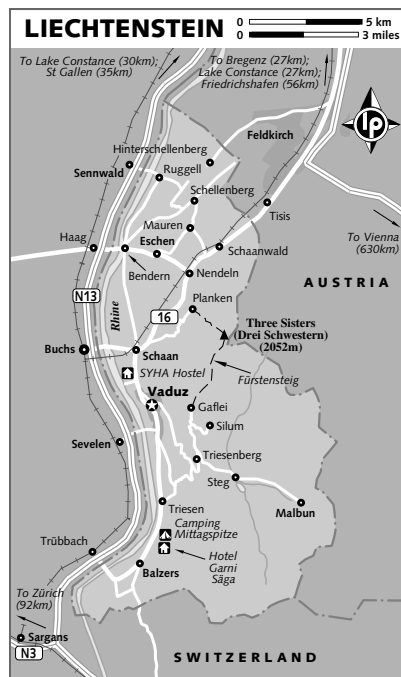 LIECHTENSTEIN
0 5 km
0 3 miles
To Lake Constance (30km);
St Gallen (35km)
To Bregenz (27km);
Lake Constance (27km);
Friedrichshafen (56km)
lp
Feldkirch
Hinterschellenberg
Sennwald
Ruggell
Schellenberg
Tisis
Mauren
Haag
Eschen
Schaanwald
To Vienna
(630km)
Bendern
Nendeln
AUSTRIA
N13
Rhine
Planken
16
Three Sisters
(Drei Schwestern)
(2052m)
Buchs
Schaan
SYHA Hostel
Fürstensteig
Vaduz
Gaflei
Silum
Sevelen
Triesenberg
Steg
Triesen
Malbun
Camping
Mittagspitze
Trübbach
Hotel
Garni
Säga
Balzers
To Zürich
(92km)
Sargans
N3
SWITZERLAND